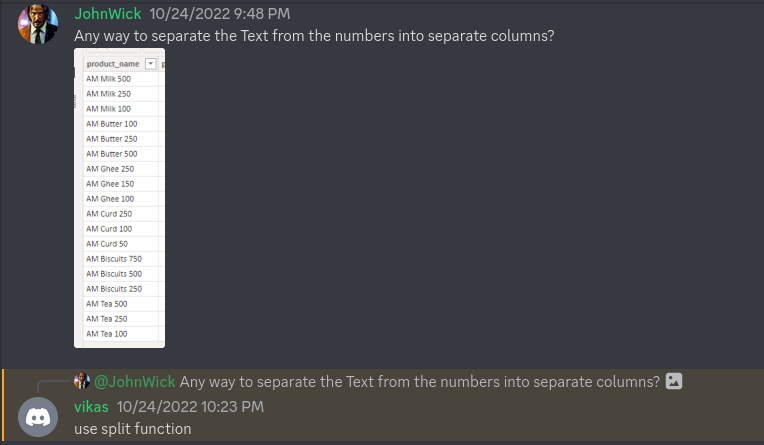 JohnWick 10/24/2022 9:48 PM
Any way to separate the Text from the numbers into separate columns?
product_name
AM Milk 500
AM Milk 250
AM Milk 100
AM Butter 100
AM Butter 250
AM Butter 500
AM Ghee 250
AM Ghee 150
AM Ghee 100
AM Curd 250
AM Curd 100
AM Curd 50
AM Biscuits 750
AM Biscuits 500
AM Biscuits 250
AM Tea 500
AM Tea 250
AM Tea 100
@JohnWick Any way to separate the Text from the numbers into separate columns?
vikas 10/24/2022 10:23 PM
use split function